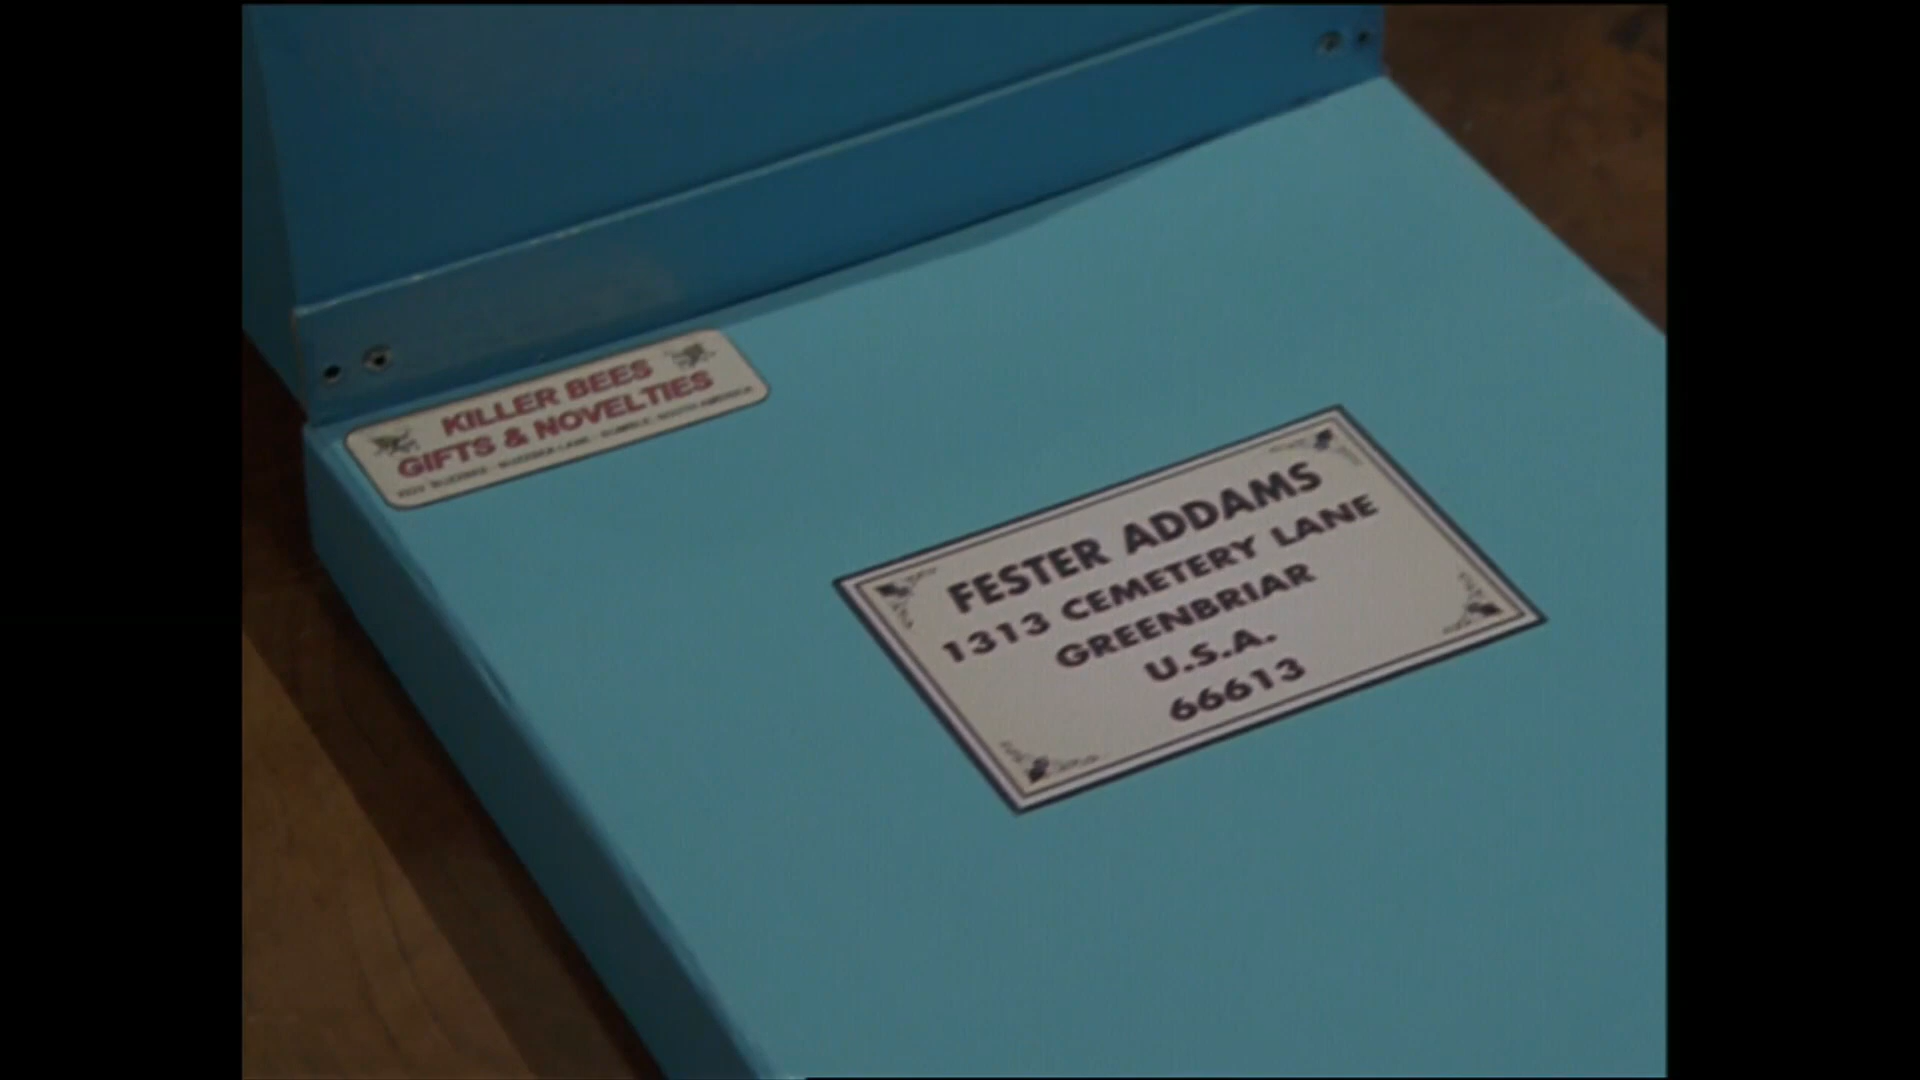 KILLER BEES
GIFTS & NOVELTIES
FESTER ADDAMS
1313 CEMETERY LANE
GREENBRIAR
U.S.A.
66613